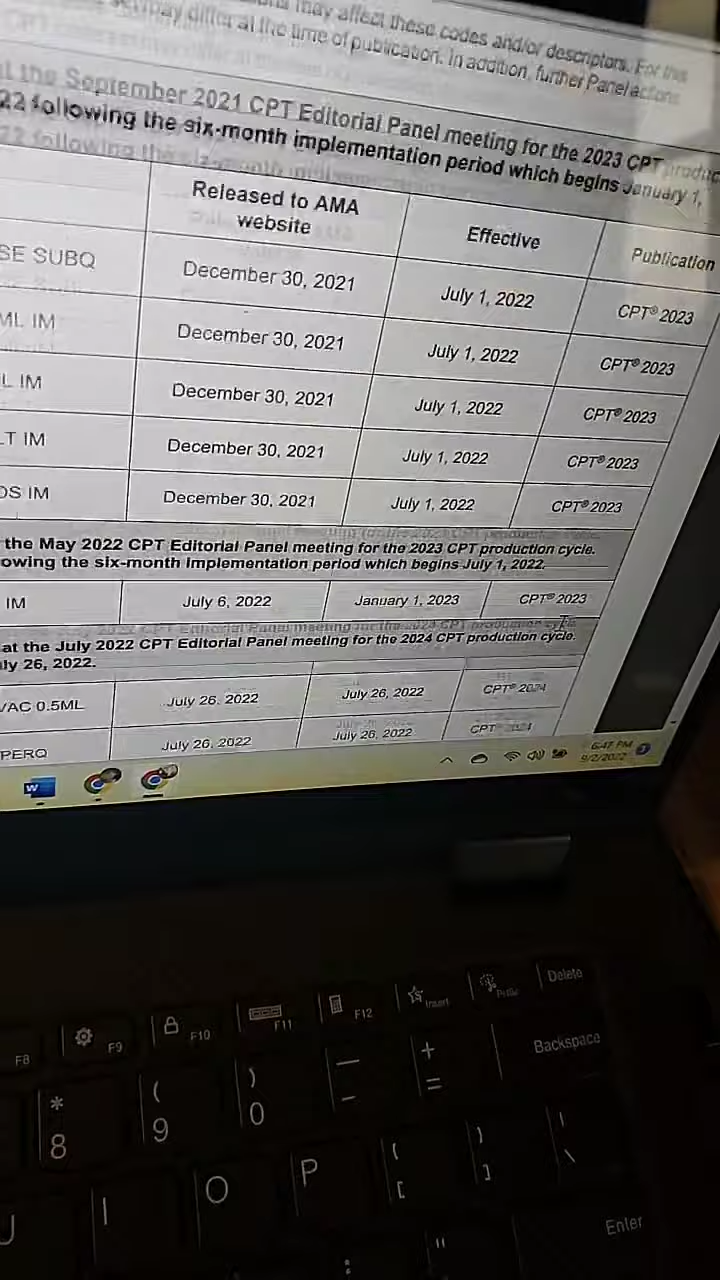 may affect these codes and/or descriptors. For this
may differ at the time of publication. In addition, further Panel actions
the September 2021 CPT Editorial Panel meeting for the 2023 CPT produc
22 following the six-month implementation period which begins January 1,
Released to AMA website Effective Publication
SE SUBQ December 30, 2021 July 1, 2022 CPT® 2023
ML IM December 30, 2021 July 1, 2022 CPT® 2023
L IM December 30, 2021 July 1, 2022 CPT® 2023
LT IM December 30, 2021 July 1, 2022 CPT® 2023
OS IM December 30, 2021 July 1, 2022 CPT® 2023
the May 2022 CPT Editorial Panel meeting for the 2023 CPT production cycle.
owing the six-month implementation period which begins July 1, 2022.
IM July 6, 2022 January 1, 2023 CPT® 2023
at the July 2022 CPT Editorial Panel meeting for the 2024 CPT production cycle.
ly 26, 2022.
VAC 0.5ML July 26, 2022 July 26, 2022 CPT® 2024
PERQ July 26, 2022 July 26, 2022 CPT
W
6:47 PM
9/2/2022
F8 F9 F10 F11 F12 Insert Delete
* ( ) — + Backspace
8 9 0 - =
U I O P [ ] \
Enter